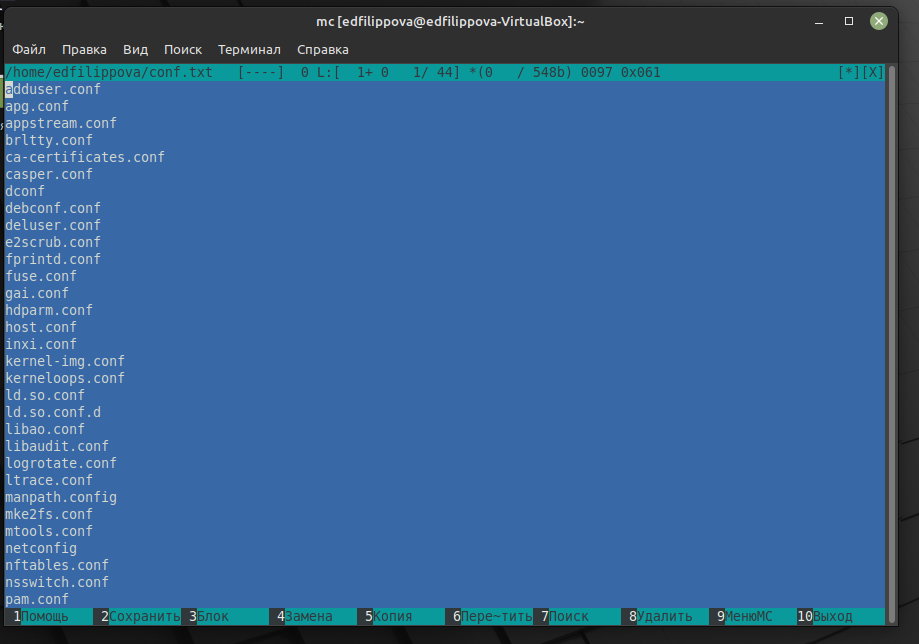 mc [edfilippova@edfilippova-VirtualBox]:~
Файл Правка Вид Поиск Терминал Справка
/home/edfilippova/conf.txt [----] 0 L:[ 1+ 0 1/ 44] *(0 / 548b) 0097 0x061 [*][X]
adduser.conf
apg.conf
appstream.conf
brltty.conf
ca-certificates.conf
casper.conf
dconf
debconf.conf
deluser.conf
e2scrub.conf
fprintd.conf
fuse.conf
gai.conf
hdparm.conf
host.conf
inxi.conf
kernel-img.conf
kerneloops.conf
ld.so.conf
ld.so.conf.d
libao.conf
libaudit.conf
logrotate.conf
ltrace.conf
manpath.config
mke2fs.conf
mtools.conf
netconfig
nftables.conf
nsswitch.conf
pam.conf
1Помощь 2Сохранить 3Блок 4Замена 5Копия 6Пере~тить 7Поиск 8Удалить 9МенюМС 10Выход